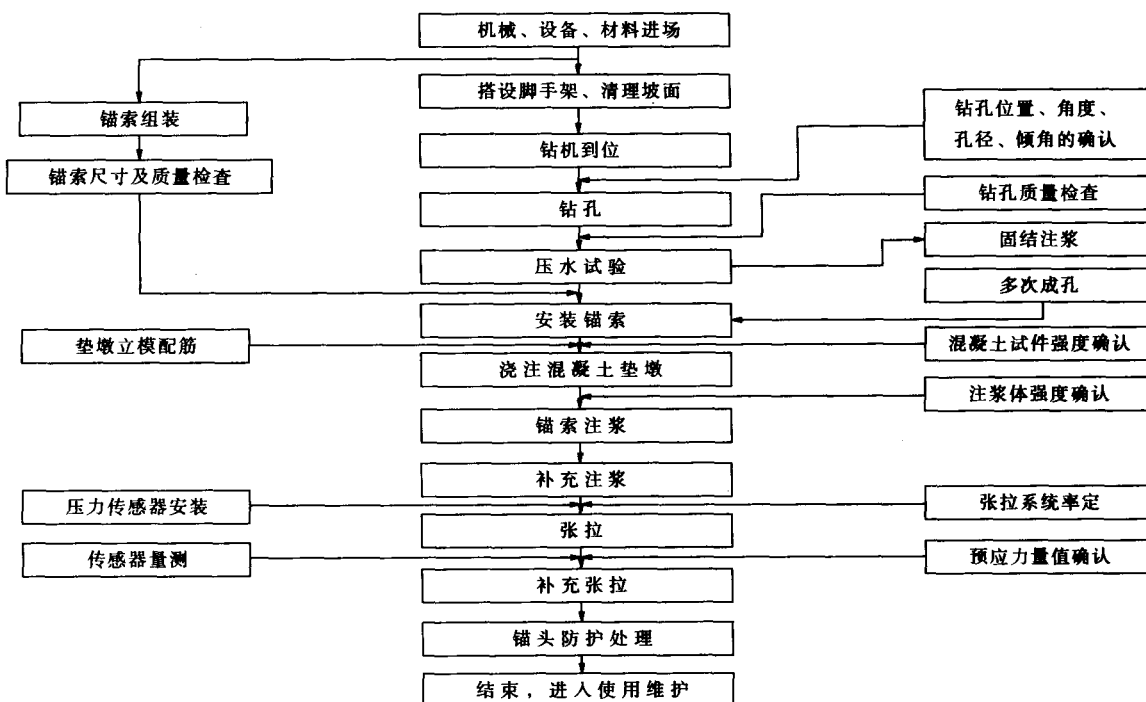 机械、设备、材料进场
搭设脚手架、清理坡面
锚索组装
钻孔位置、角度、
孔径、倾角的确认
钻机到位
锚索尺寸及质量检查
钻孔质量检查
钻孔
固结注浆
压水试验
多次成孔
安装锚索
垫墩立模配筋
混凝土试件强度确认
浇注混凝土垫墩
注浆体强度确认
锚索注浆
补充注浆
压力传感器安装
张拉系统率定
张拉
传感器量测
预应力量值确认
补充张拉
锚头防护处理
结束，进入使用维护